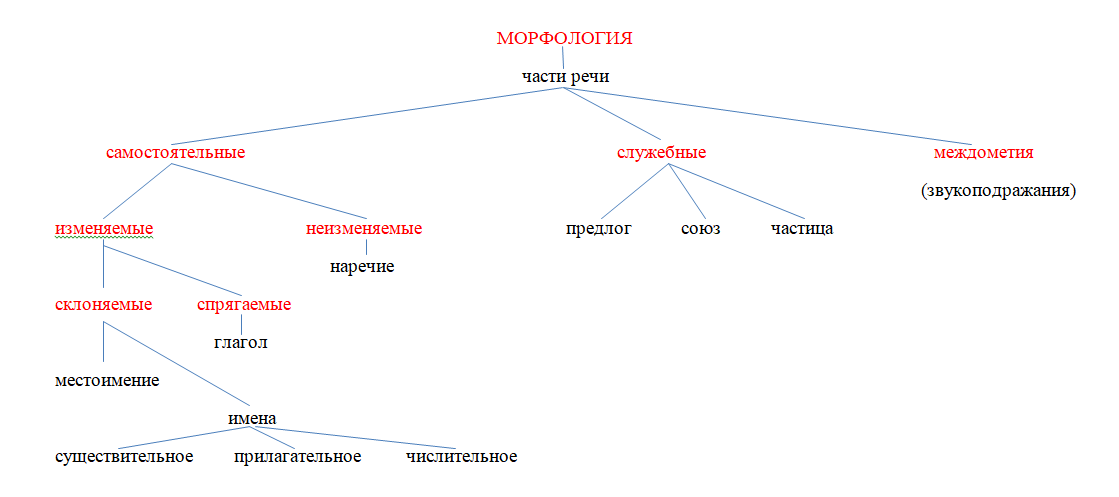 МОРФОЛОГИЯ
части речи
самостоятельные служебные междометия
(звукоподражания)
изменяемые неизменяемые предлог союз частица
наречие
склоняемые спрягаемые
глагол
местоимение
имена
существительное прилагательное числительное